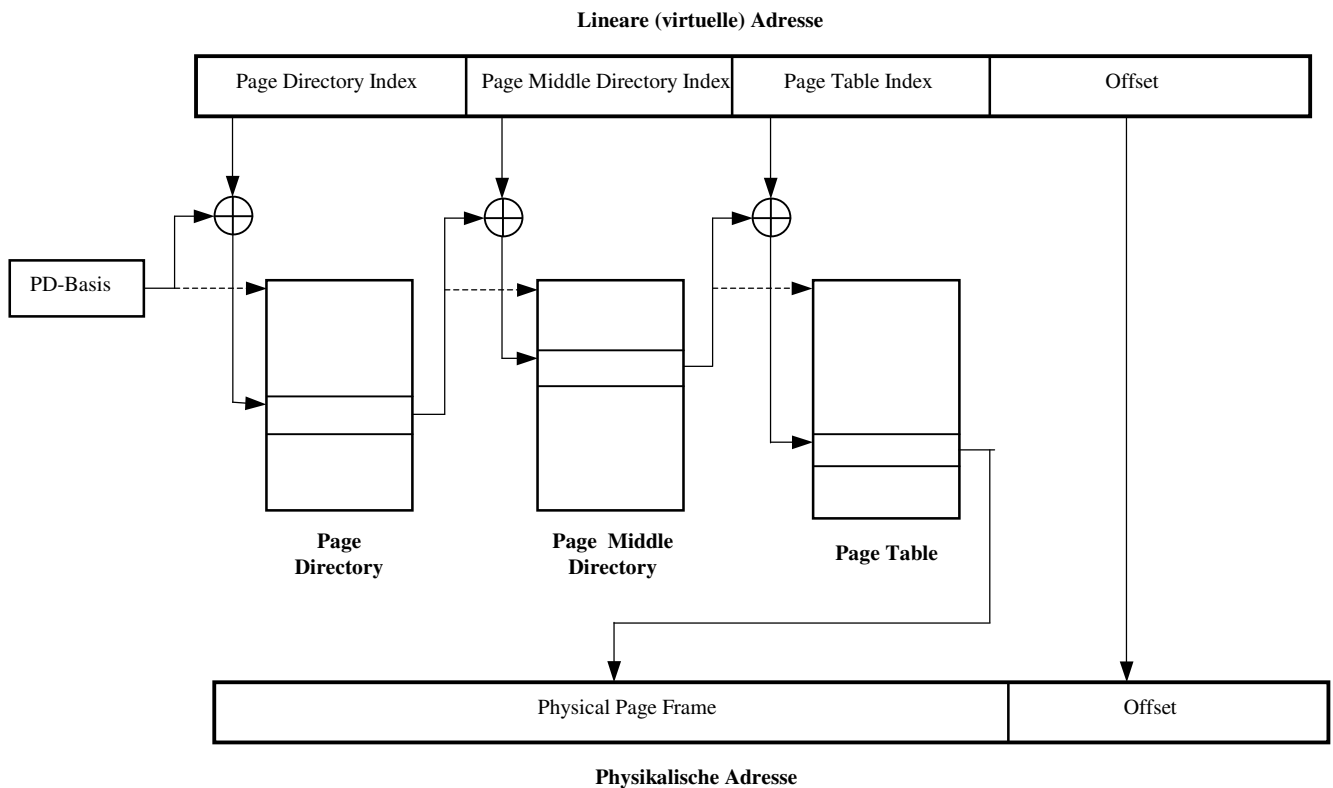 Lineare (virtuelle) Adresse
Page Directory Index
Page Middle Directory Index
Page Table Index
Offset
PD-Basis
Page
Directory
Page Middle
Directory
Page Table
Physical Page Frame
Offset
Physikalische Adresse